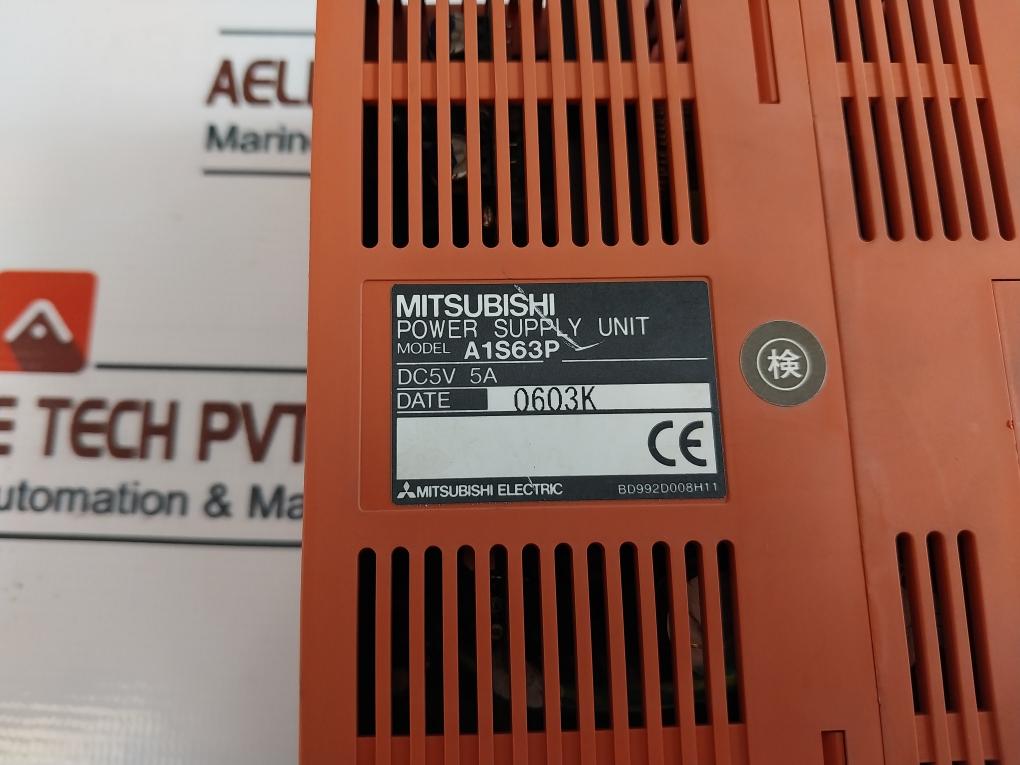 AEL
Marin
E TECH PVT
utomation & Ma
MITSUBISHI
POWER SUPPLY UNIT
MODEL A1S63P
DC5V 5A
DATE 0603K
CE
MITSUBISHI ELECTRIC BD992D008H11
検